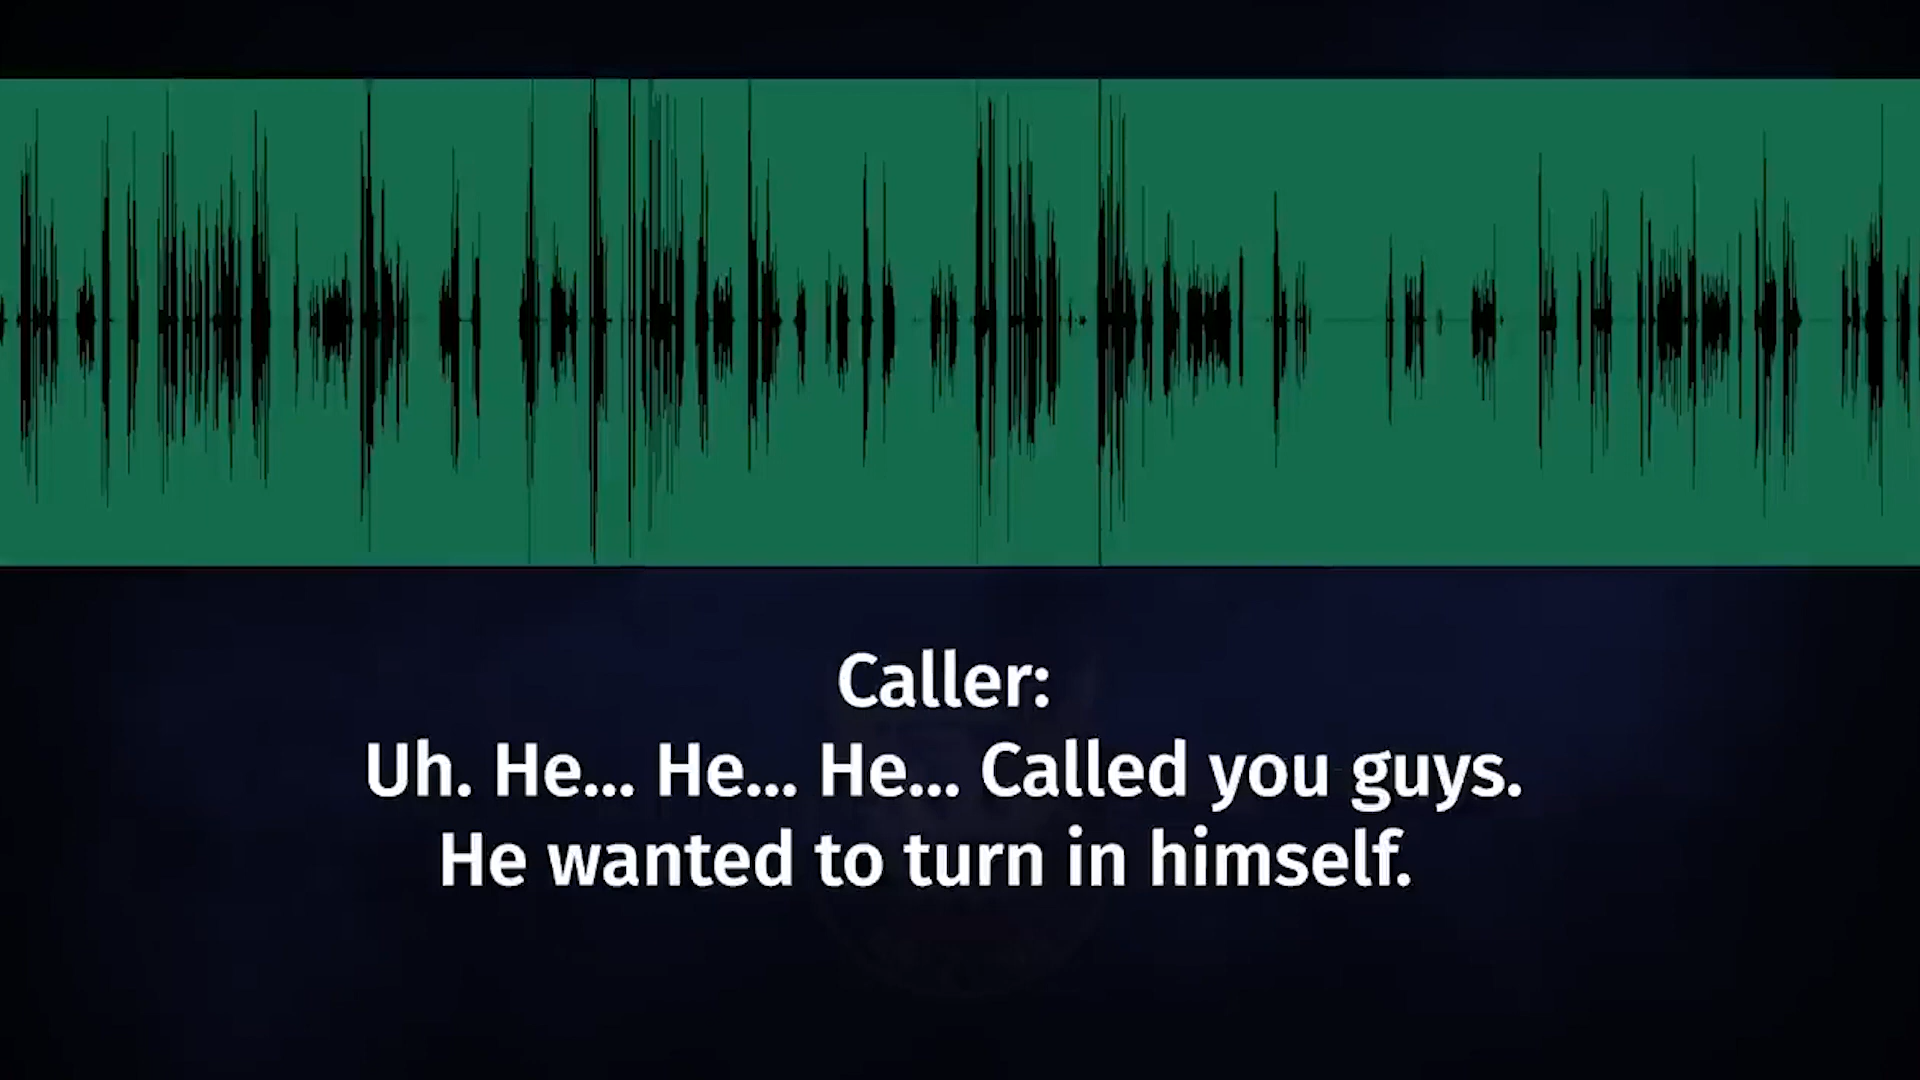 Caller:
Uh. He... He... He... Called you guys.
He wanted to turn in himself.